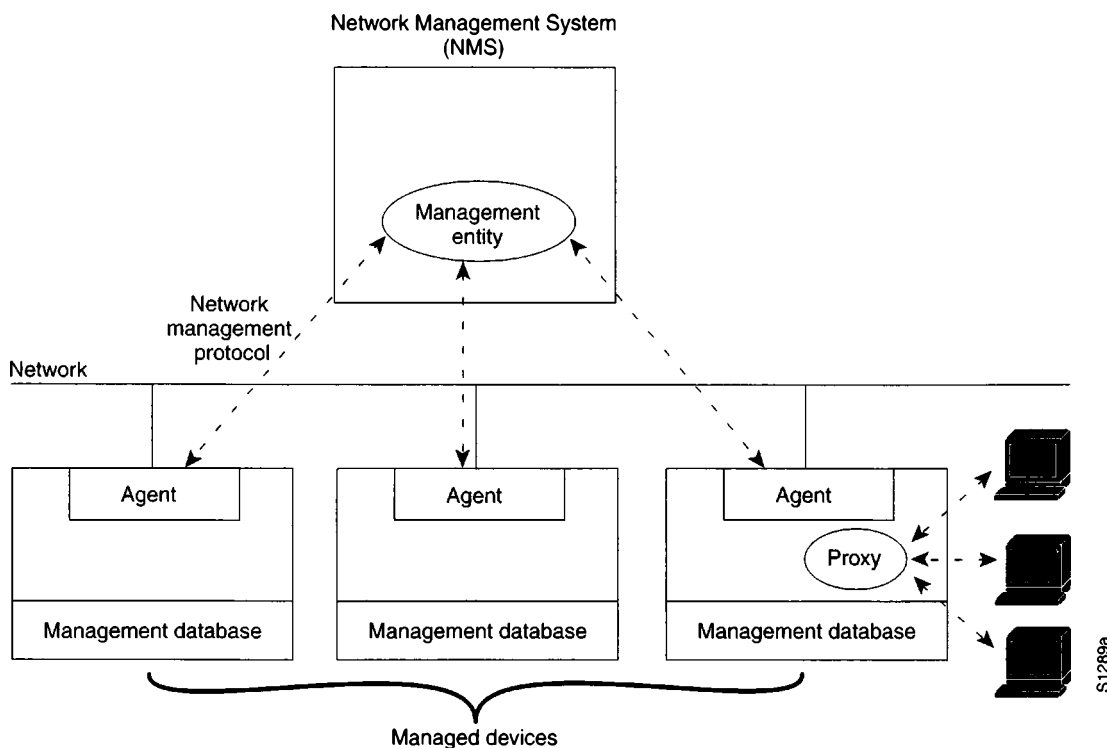 Network Management System
(NMS)
Management
entity
Network
management
protocol
Network
Agent
Agent
Agent
Proxy
Management database
Management database
Management database
S1289a
Managed devices